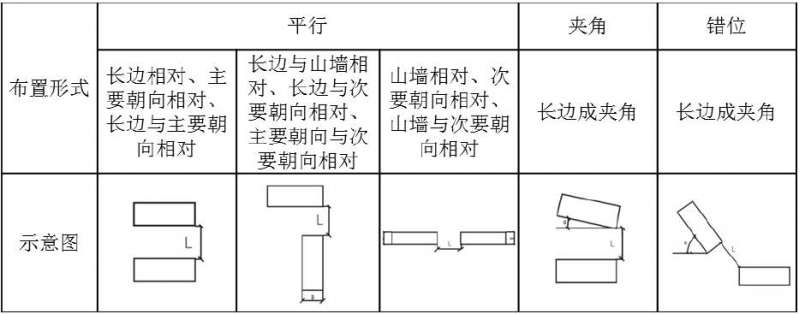 布置形式
平行
夹角
错位
长边相对、主
要朝向相对、
长边与主要朝
向相对
长边与山墙相
对、长边与次
要朝向相对、
主要朝向与次
要朝向相对
山墙相对、次
要朝向相对、
山墙与次要朝
向相对
长边成夹角
长边成夹角
示意图
L
L
L
L
L